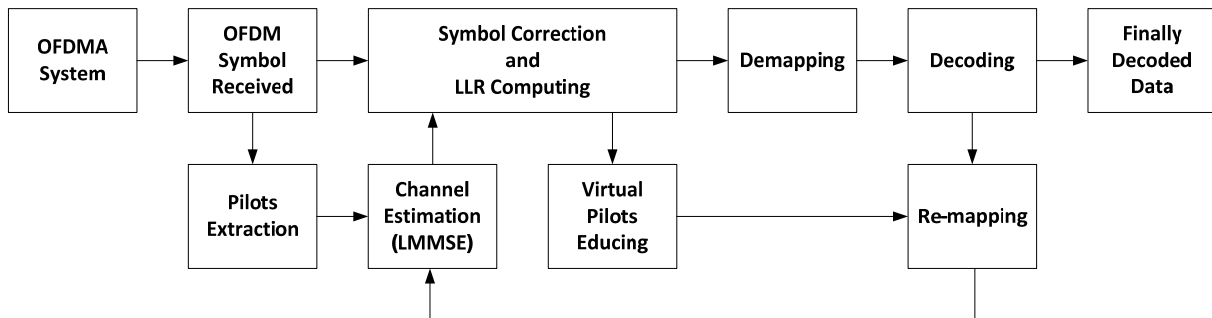 OFDMA
System
OFDM
Symbol
Received
Symbol Correction
and
LLR Computing
Demapping
Decoding
Finally
Decoded
Data
Pilots
Extraction
Channel
Estimation
(LMMSE)
Virtual
Pilots
Educing
Re-mapping